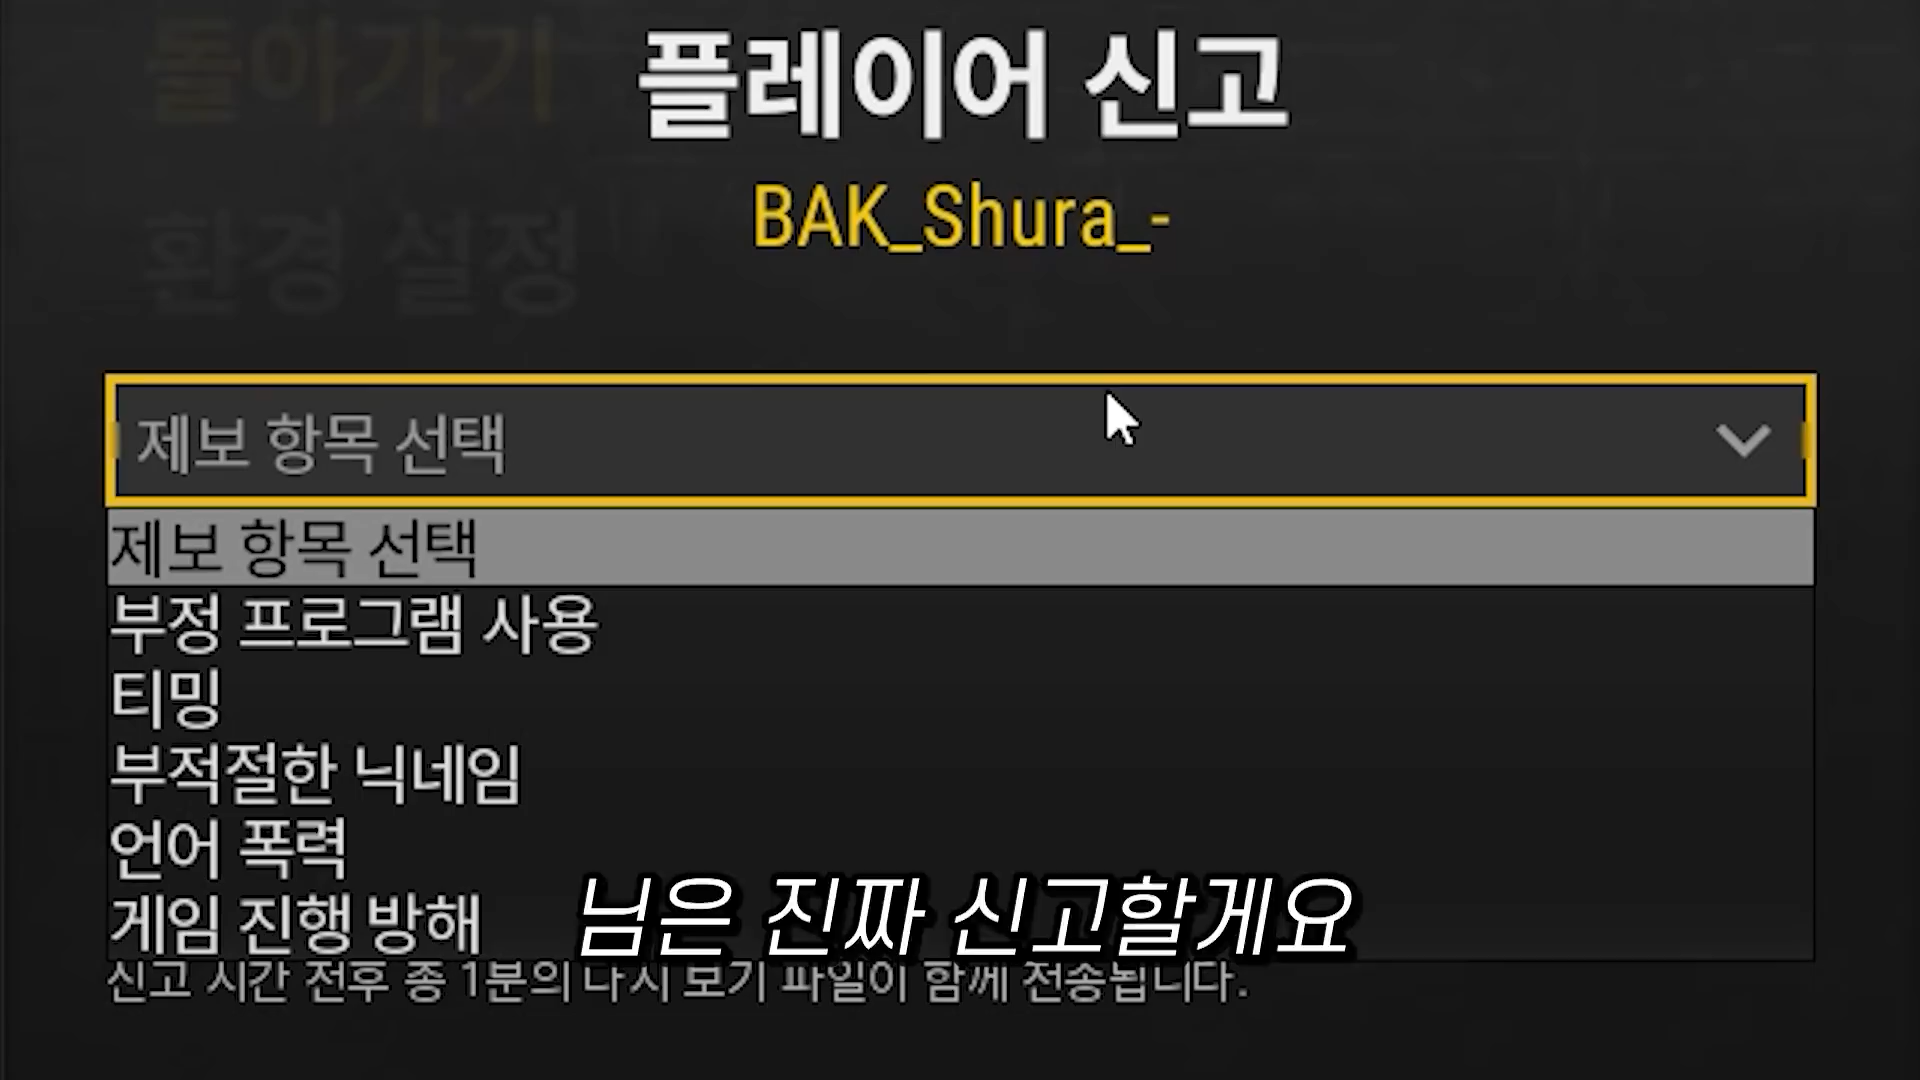 돌아가기
플레이어 신고
BAK_Shura_-
환경 설정
제보 항목 선택
제보 항목 선택
부정 프로그램 사용
티밍
부적절한 닉네임
언어 폭력
게임 진행 방해
님은 진짜 신고할게요
신고 시간 전후 총 1분의 다시 보기 파일이 함께 전송됩니다.